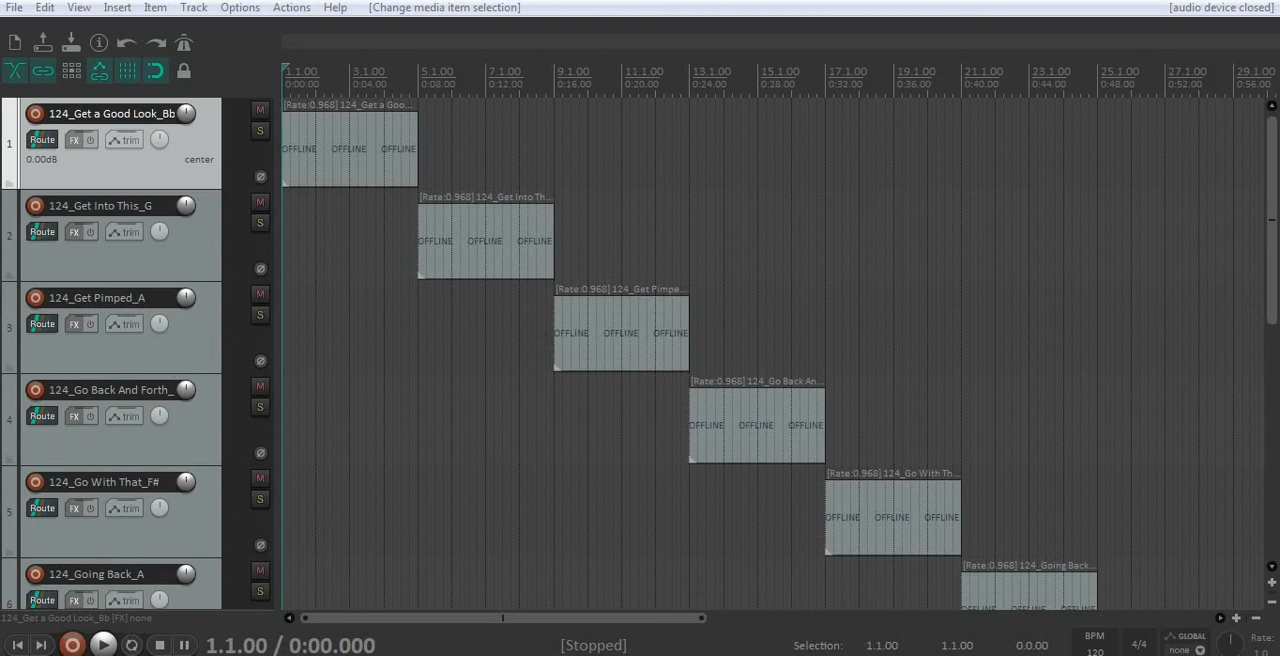 File Edit View Insert Item Track Options Actions Help [Change media item selection] [audio device closed]
1.1.00 3.1.00 5.1.00 7.1.00 9.1.00 11.1.00 13.1.00 15.1.00 17.1.00 19.1.00 21.1.00 23.1.00 25.1.00 27.1.00 29.1.00
0:00.00 0:04.00 0:08.00 0:12.00 0:16.00 0:20.00 0:24.00 0:28.00 0:32.00 0:36.00 0:40.00 0:44.00 0:48.00 0:52.00 0:56.00
[Rate:0.968] 124_Get a Goo...
124_Get a Good Look_Bb M
S
1 Route FX trim
OFFLINE OFFLINE OFFLINE
0.00dB center
[Rate:0.968] 124_Get Into Th...
124_Get Into This_G M
S
2 Route FX trim
OFFLINE OFFLINE OFFLINE
[Rate:0.968] 124_Get Pimpe...
124_Get Pimped_A M
S
3 Route FX trim
OFFLINE OFFLINE OFFLINE
[Rate:0.968] 124_Go Back An...
124_Go Back And Forth_ M
S
4 Route FX trim
OFFLINE OFFLINE OFFLINE
[Rate:0.968] 124_Go With Th...
124_Go With That_F# M
S
5 Route FX trim
OFFLINE OFFLINE OFFLINE
[Rate:0.968] 124_Going Back...
124_Going Back_A M
S
6 Route FX trim
OFFLINE OFFLINE OFFLINE
124_Get a Good Look_Bb [FX] none
1.1.00 / 0:00.000 [Stopped] Selection: 1.1.00 1.1.00 0.0.00 BPM 120 4/4 GLOBAL none Rate: 1.0